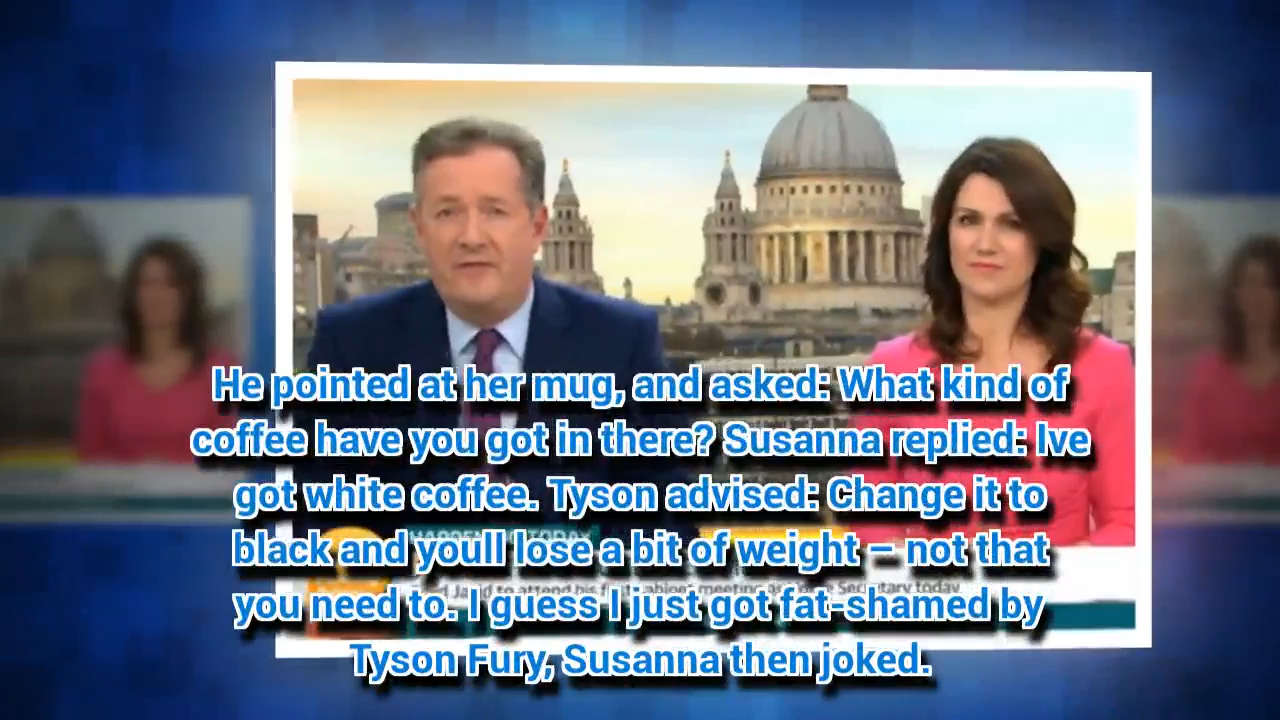 He pointed at her mug, and asked: What kind of
coffee have you got in there? Susanna replied: Ive
got white coffee. Tyson advised: Change it to
black and youll lose a bit of weight – not that
you need to. I guess I just got fat-shamed by
Tyson Fury, Susanna then joked.